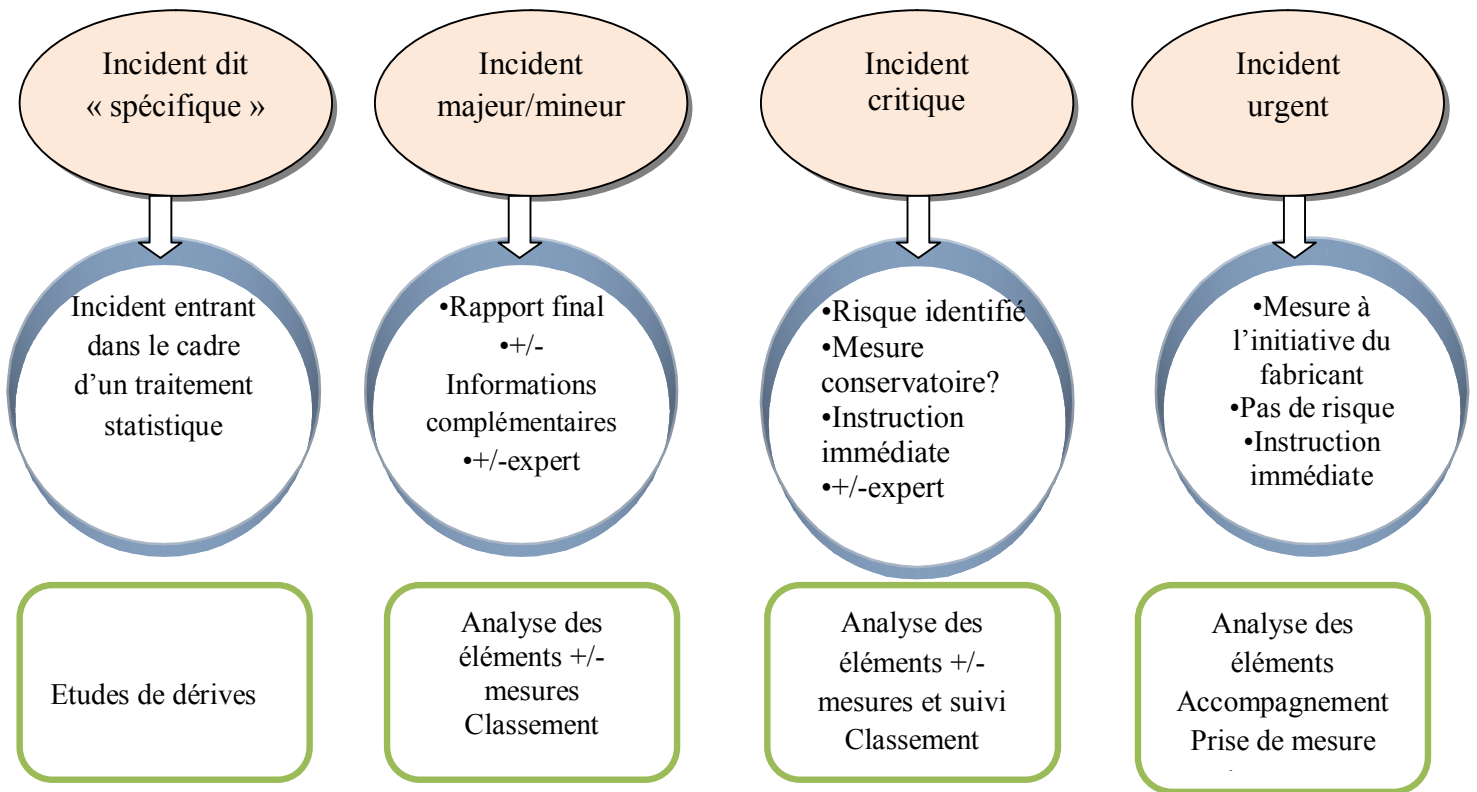 Incident dit
« spécifique »
Incident
majeur/mineur
Incident
critique
Incident
urgent
Incident entrant
dans le cadre
d’un traitement
statistique
•Rapport final
•+/-
Informations
complémentaires
•+/-expert
•Risque identifié
•Mesure
conservatoire?
•Instruction
immédiate
•+/-expert
•Mesure à
l’initiative du
fabricant
•Pas de risque
•Instruction
immédiate
Etudes de dérives
Analyse des
éléments +/-
mesures
Classement
Analyse des
éléments +/-
mesures et suivi
Classement
Analyse des
éléments
Accompagnement
Prise de mesure